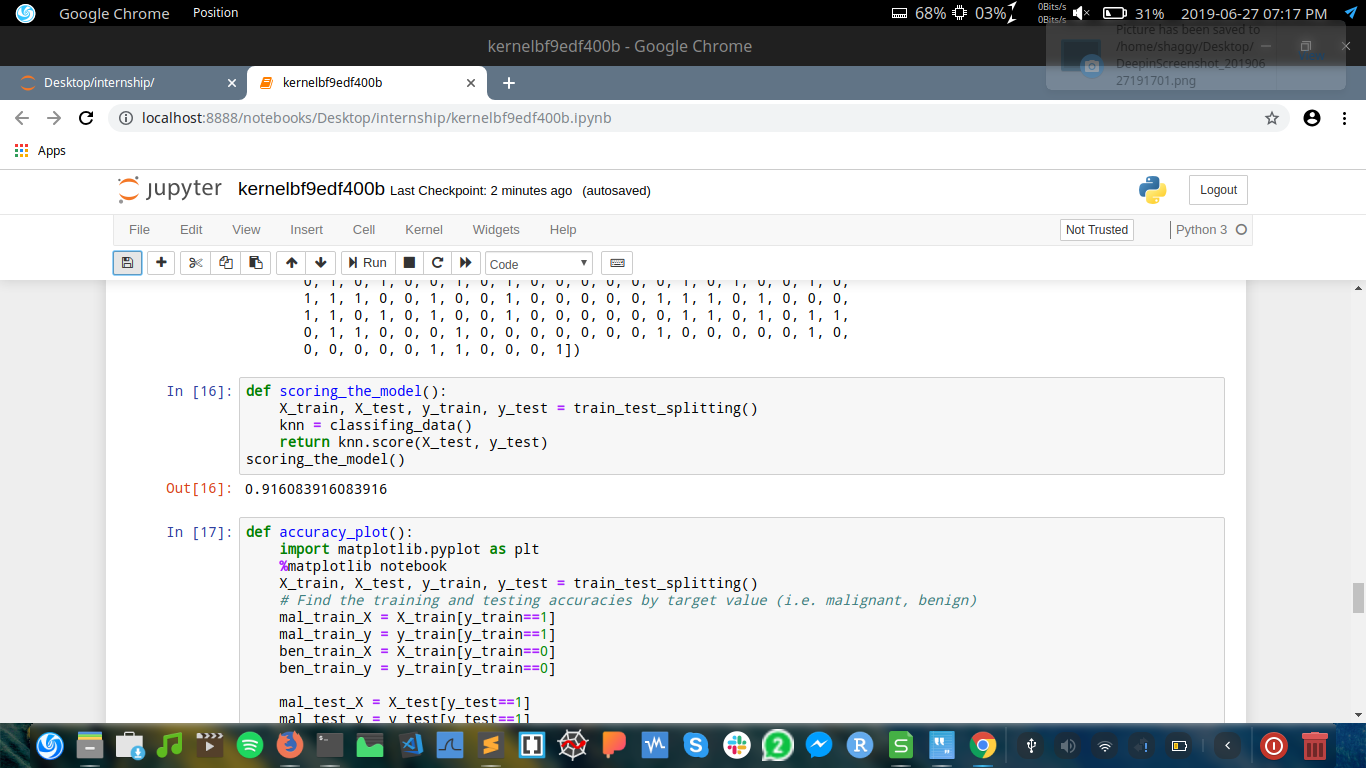 Google Chrome Position 68% 03% 0Bits/s 0Bits/s 31% 2019-06-27 07:17 PM
kernelbf9edf400b - Google Chrome
Picture has been saved to
/home/shaggy/Desktop/
DeepinScreenshot_201906
27191701.png
Desktop/internship/ kernelbf9edf400b
localhost:8888/notebooks/Desktop/internship/kernelbf9edf400b.ipynb
Apps
jupyter kernelbf9edf400b Last Checkpoint: 2 minutes ago (autosaved) Logout
File Edit View Insert Cell Kernel Widgets Help Not Trusted Python 3
Run Code
0, 1, 0, 1, 0, 0, 1, 0, 1, 0, 0, 0, 0, 0, 0, 1, 0, 1, 0, 0, 1, 0,
1, 1, 1, 0, 0, 1, 0, 0, 1, 0, 0, 0, 0, 0, 1, 1, 1, 0, 1, 0, 0, 0,
1, 1, 0, 1, 0, 1, 0, 0, 1, 0, 0, 0, 0, 0, 0, 1, 1, 0, 1, 0, 1, 1,
0, 1, 1, 0, 0, 0, 1, 0, 0, 0, 0, 0, 0, 0, 1, 0, 0, 0, 0, 0, 1, 0,
0, 0, 0, 0, 0, 1, 1, 0, 0, 0, 1])
In [16]: def scoring_the_model():
X_train, X_test, y_train, y_test = train_test_splitting()
knn = classifing_data()
return knn.score(X_test, y_test)
scoring_the_model()
Out[16]: 0.916083916083916
In [17]: def accuracy_plot():
import matplotlib.pyplot as plt
%matplotlib notebook
X_train, X_test, y_train, y_test = train_test_splitting()
# Find the training and testing accuracies by target value (i.e. malignant, benign)
mal_train_X = X_train[y_train==1]
mal_train_y = y_train[y_train==1]
ben_train_X = X_train[y_train==0]
ben_train_y = y_train[y_train==0]
mal_test_X = X_test[y_test==1]
mal_test_y = y_test[y_test==1]